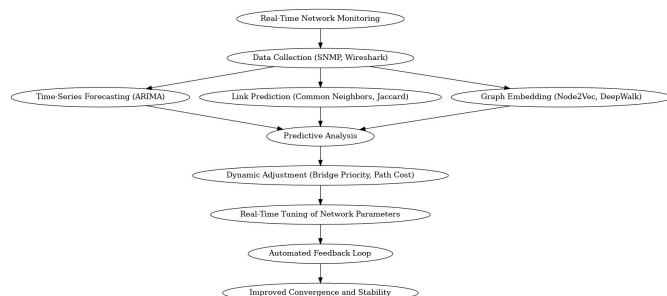 Real-Time Network Monitoring
Data Collection (SNMP, Wireshark)
Time-Series Forecasting (ARIMA)
Link Prediction (Common Neighbors, Jaccard)
Graph Embedding (Node2Vec, DeepWalk)
Predictive Analysis
Dynamic Adjustment (Bridge Priority, Path Cost)
Real-Time Tuning of Network Parameters
Automated Feedback Loop
Improved Convergence and Stability